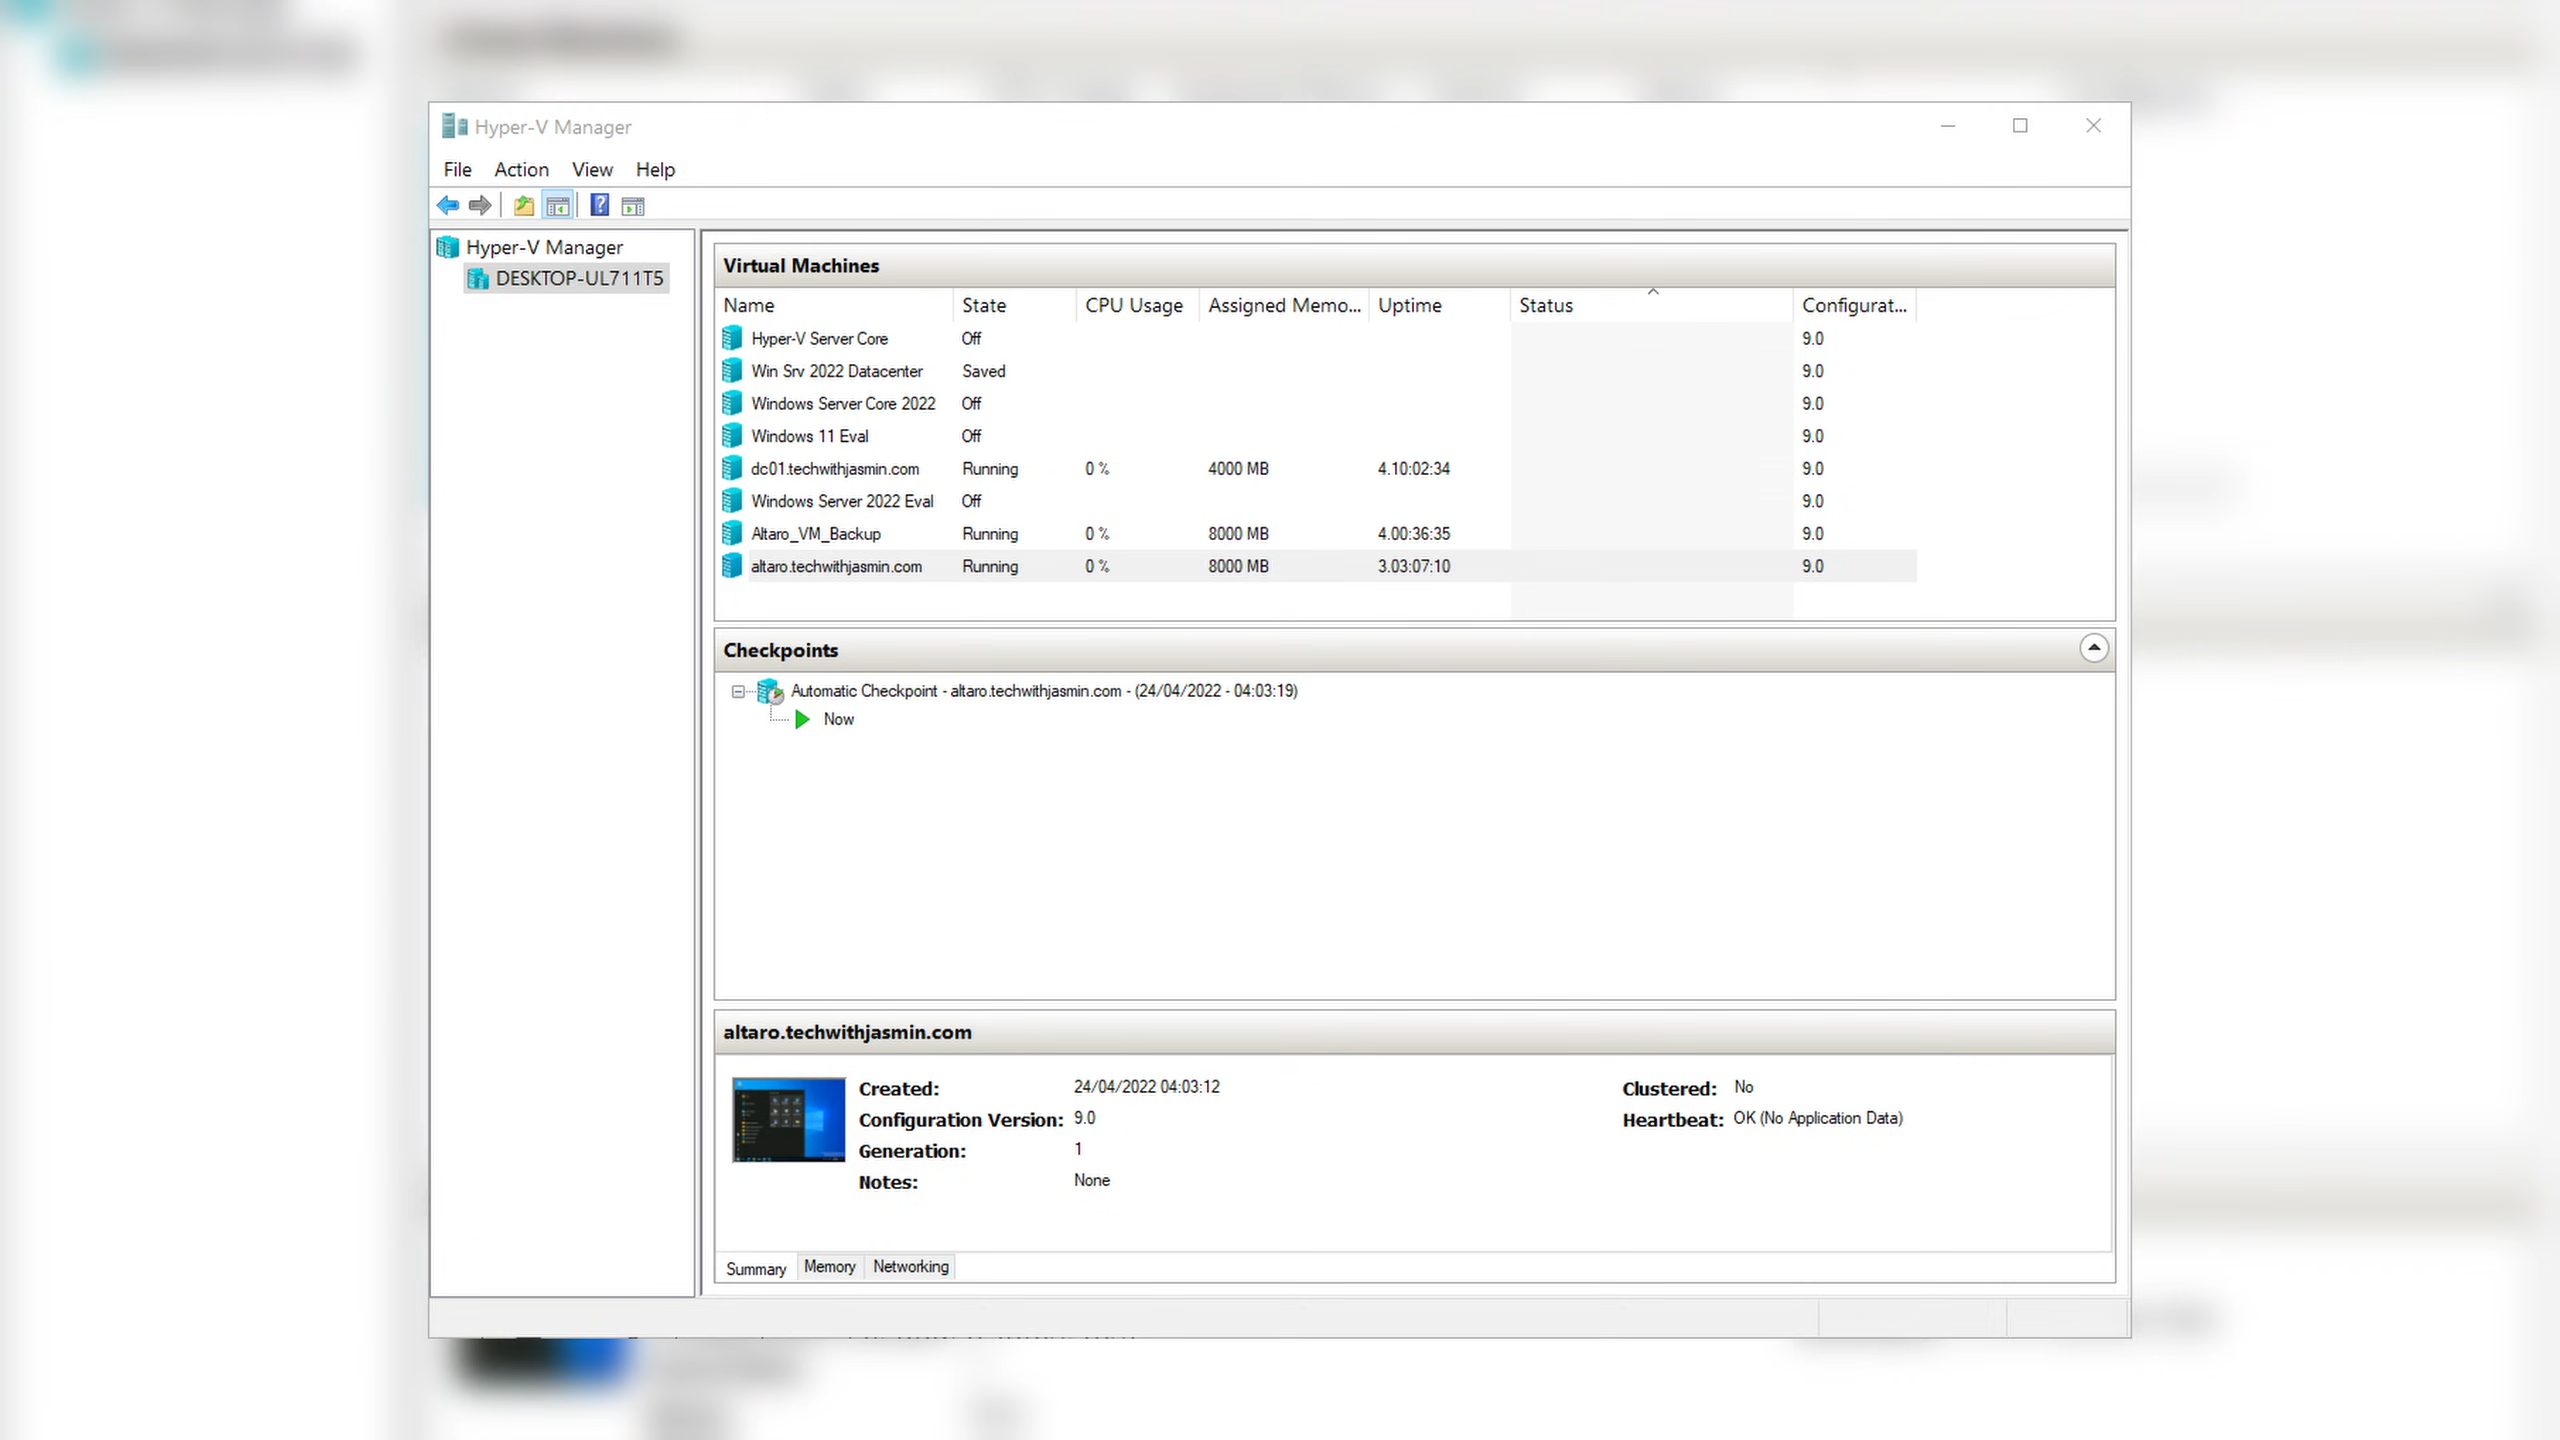 Hyper-V Manager
File Action View Help
Hyper-V Manager
DESKTOP-UL711T5
Virtual Machines
Name State CPU Usage Assigned Memo... Uptime Status Configurat...
Hyper-V Server Core Off 9.0
Win Srv 2022 Datacenter Saved 9.0
Windows Server Core 2022 Off 9.0
Windows 11 Eval Off 9.0
dc01.techwithjasmin.com Running 0 % 4000 MB 4.10:02:34 9.0
Windows Server 2022 Eval Off 9.0
Altaro_VM_Backup Running 0 % 8000 MB 4.00:36:35 9.0
altaro.techwithjasmin.com Running 0 % 8000 MB 3.03:07:10 9.0
Checkpoints
Automatic Checkpoint - altaro.techwithjasmin.com - (24/04/2022 - 04:03:19)
Now
altaro.techwithjasmin.com
Created: 24/04/2022 04:03:12 Clustered: No
Configuration Version: 9.0 Heartbeat: OK (No Application Data)
Generation: 1
Notes: None
Summary Memory Networking